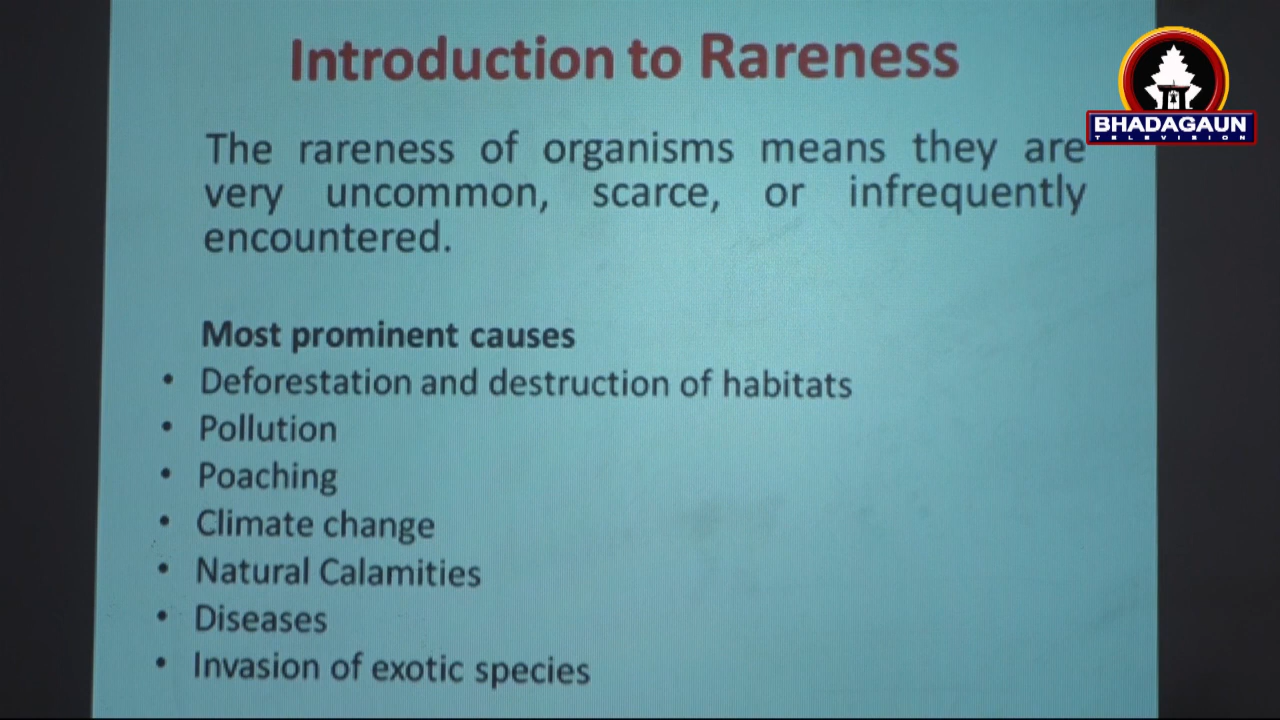 Introduction to Rareness
BHADAGAUN
TELEVISION
The rareness of organisms means they are
very uncommon, scarce, or infrequently
encountered.
Most prominent causes
• Deforestation and destruction of habitats
• Pollution
• Poaching
• Climate change
• Natural Calamities
• Diseases
• Invasion of exotic species